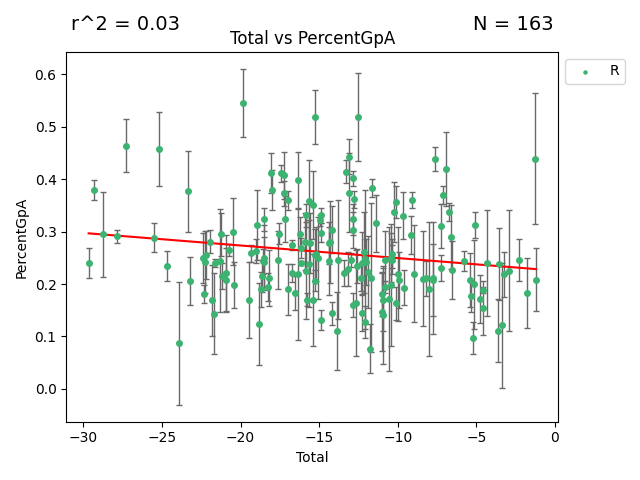 r^2 = 0.03 N = 163
Total vs PercentGpA
R
PercentGpA
0.6
0.5
0.4
0.3
0.2
0.1
0.0
−30 −25 −20 −15 −10 −5 0
Total